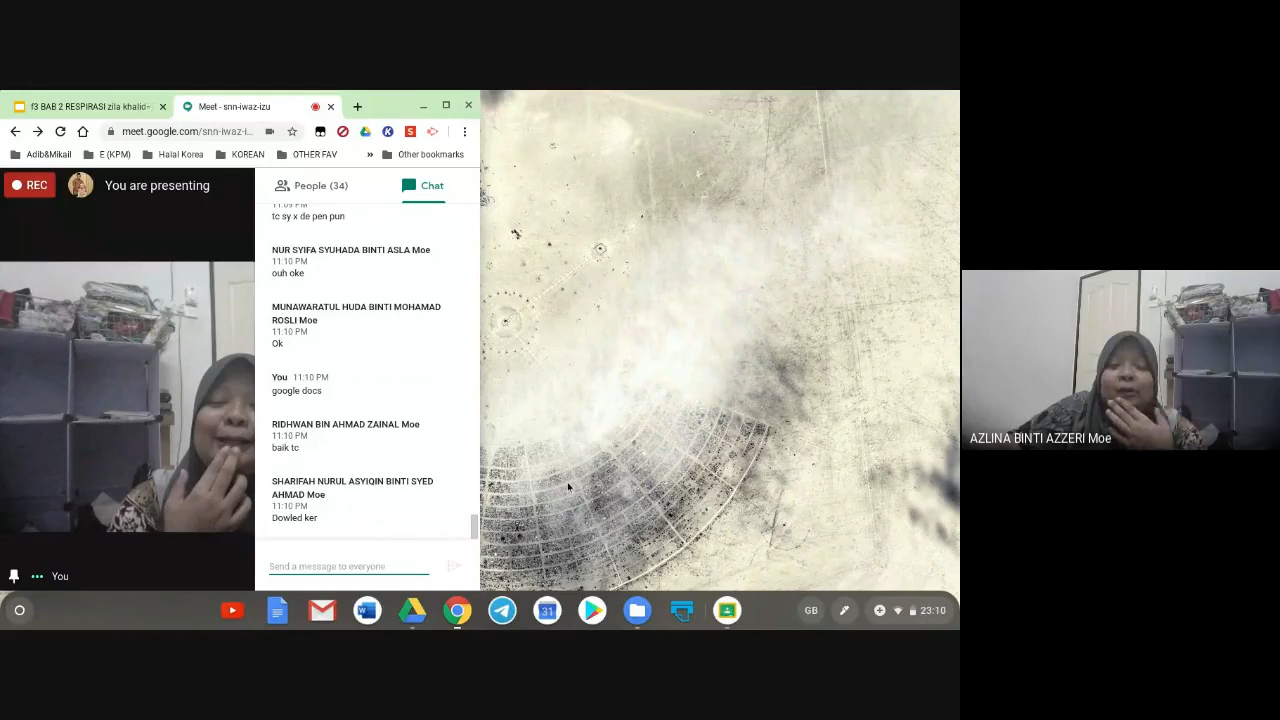 f3 BAB 2 RESPIRASI zila khalid-
Meet - snn-iwaz-izu
meet.google.com/snn-iwaz-i...
Adib&Mikail
E (KPM)
Halal Korea
KOREAN
OTHER FAV
»
Other bookmarks
REC
You are presenting
People (34)
Chat
11:09 PM
tc sy x de pen pun
NUR SYIFA SYUHADA BINTI ASLA Moe
11:10 PM
ouh oke
MUNAWARATUL HUDA BINTI MOHAMAD
ROSLI Moe
11:10 PM
Ok
You 11:10 PM
google docs
RIDHWAN BIN AHMAD ZAINAL Moe
11:10 PM
baik tc
SHARIFAH NURUL ASYIQIN BINTI SYED
AHMAD Moe
11:10 PM
Dowled ker
Send a message to everyone
You
AZLINA BINTI AZZERI Moe
31
GB
23:10